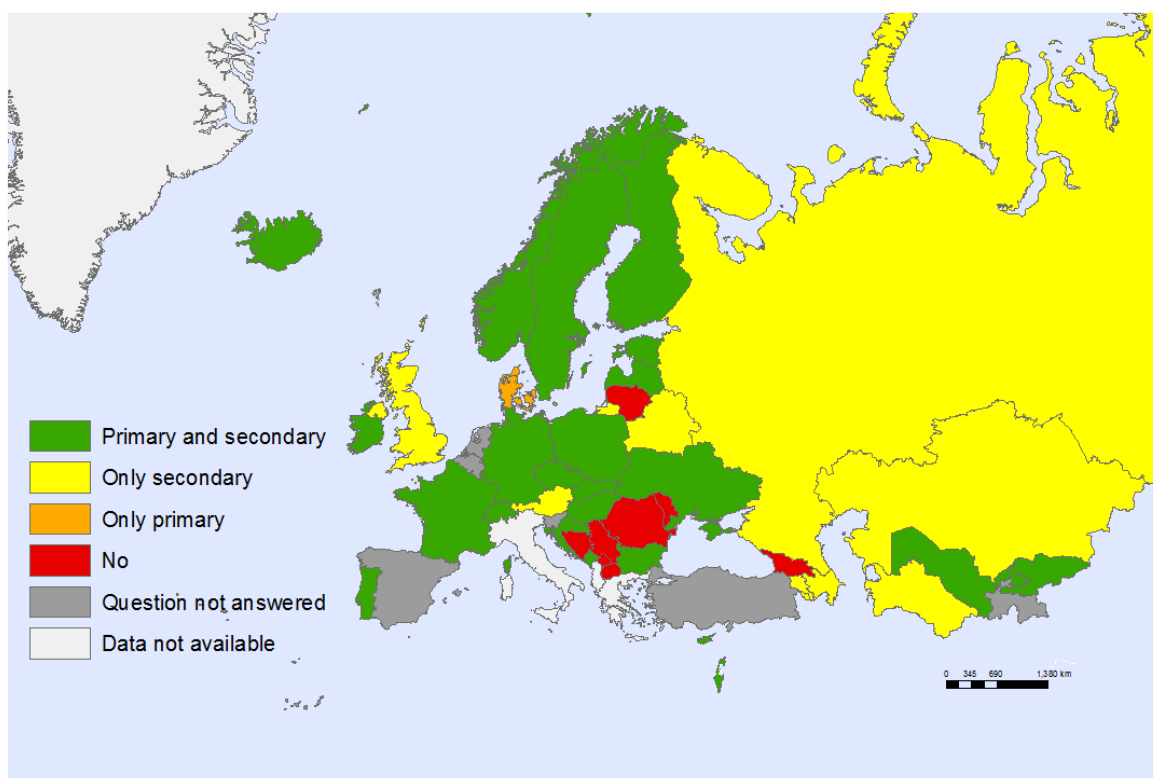 Primary and secondary
Only secondary
Only primary
No
Question not answered
Data not available
0 345 690 1,380 km